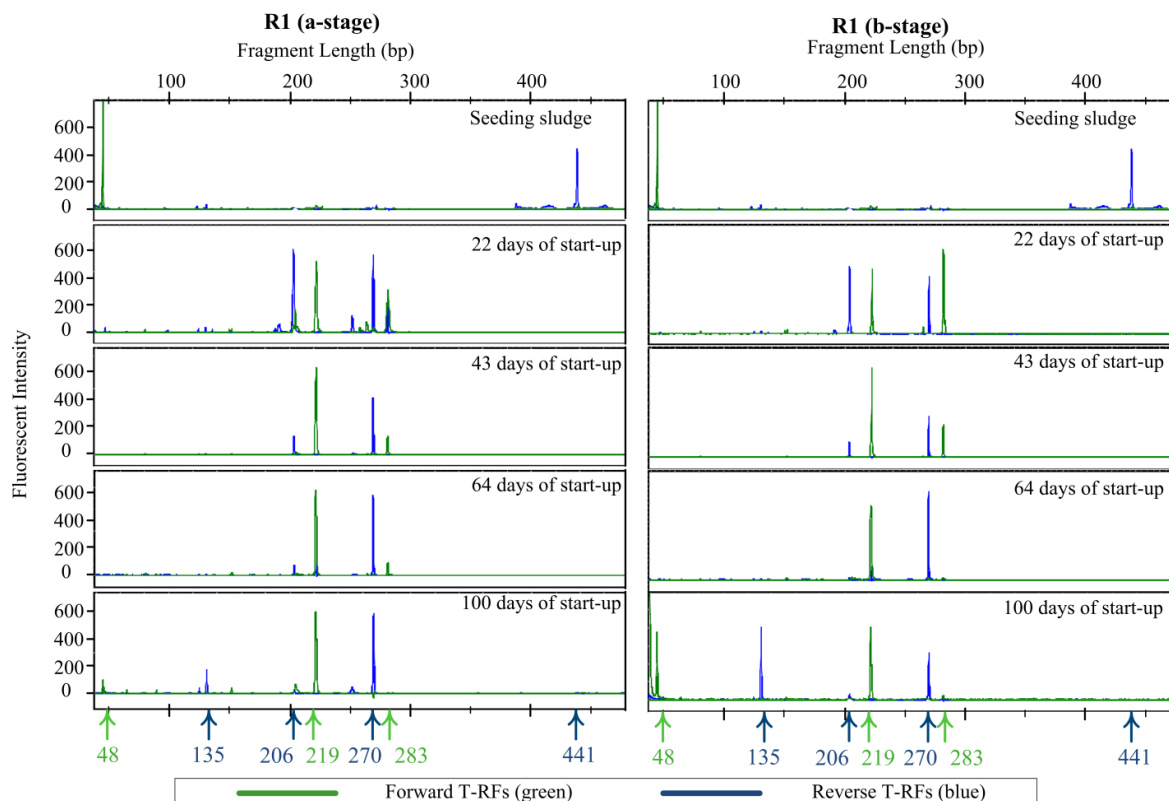 R1 (a-stage)
Fragment Length (bp)
100 200 300 400
Seeding sludge
600
400
200
0
22 days of start-up
600
400
200
0
43 days of start-up
600
400
200
0
64 days of start-up
600
400
200
0
100 days of start-up
600
400
200
0
48 135 206 219 270 283 441
Fluorescent Intensity
R1 (b-stage)
Fragment Length (bp)
100 200 300 400
Seeding sludge
22 days of start-up
43 days of start-up
64 days of start-up
100 days of start-up
48 135 206 219 270 283 441
Forward T-RFs (green) Reverse T-RFs (blue)